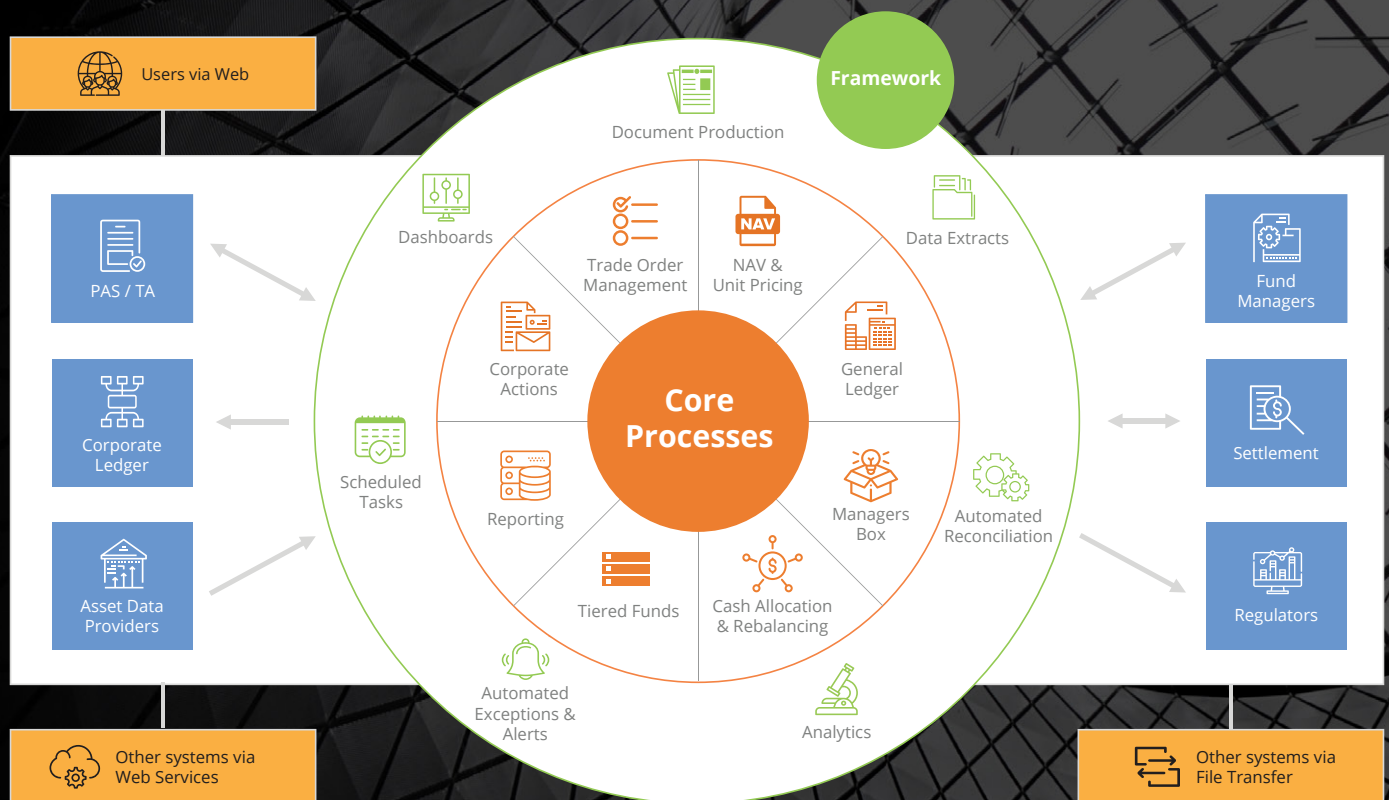 Users via Web
Framework
Document Production
Dashboards
Data Extracts
Trade Order
Management
NAV
NAV &
Unit Pricing
PAS / TA
Fund
Managers
Corporate
Actions
General
Ledger
Core
Processes
Corporate
Ledger
Settlement
Scheduled
Tasks
Reporting
Managers
Box
Automated
Reconciliation
Asset Data
Providers
Tiered Funds
Cash Allocation
& Rebalancing
Regulators
Automated
Exceptions &
Alerts
Analytics
Other systems via
Web Services
Other systems via
File Transfer